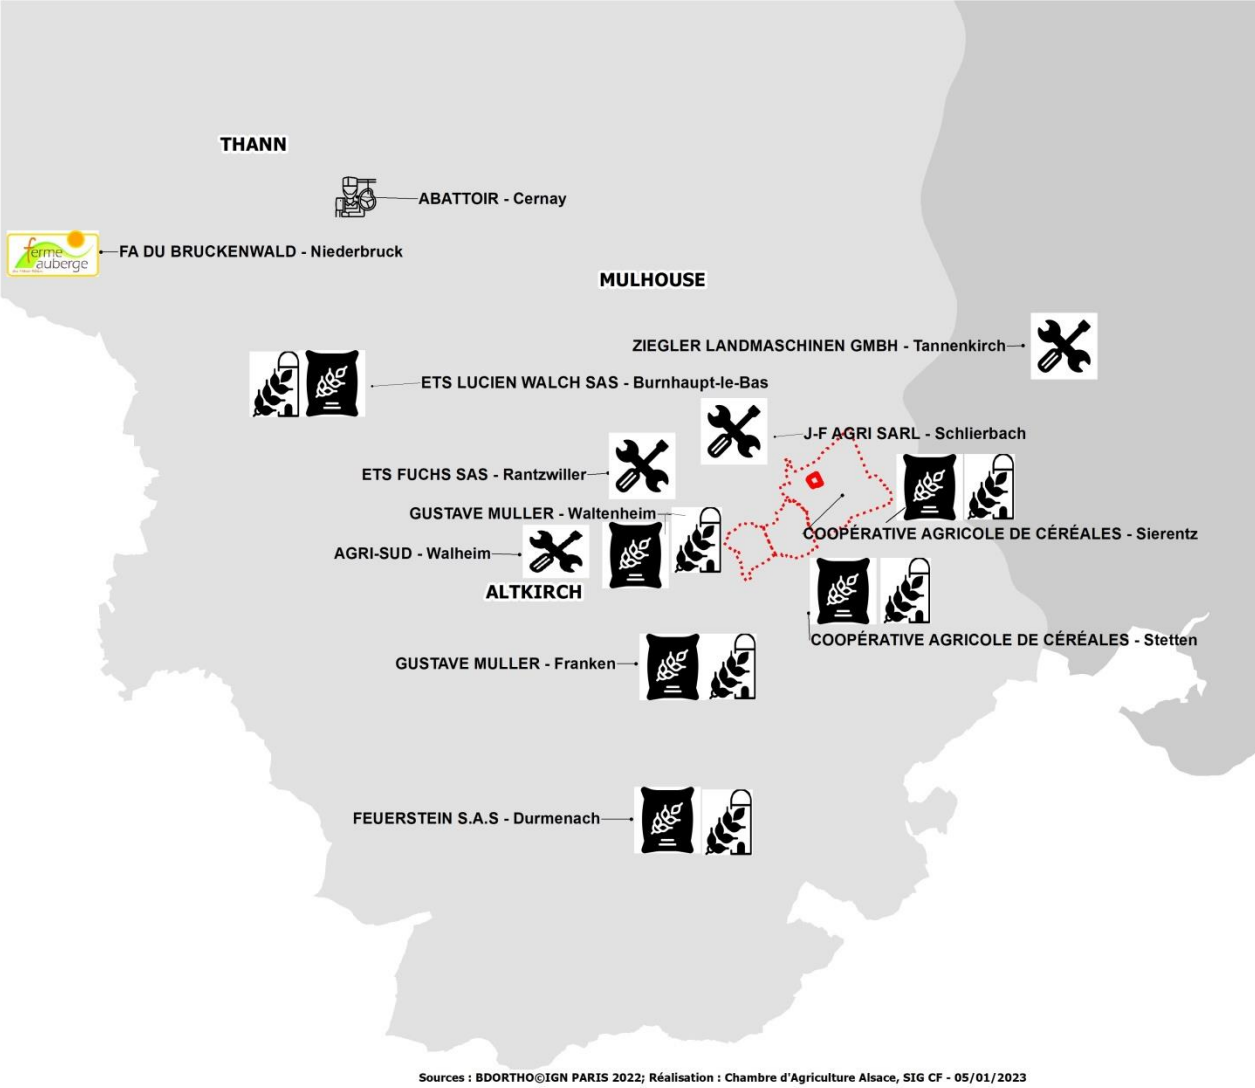 THANN
ABATTOIR - Cernay
ferme
auberge
FA DU BRUCKENWALD - Niederbruck
MULHOUSE
ZIEGLER LANDMASCHINEN GMBH - Tannenkirch
ETS LUCIEN WALCH SAS - Burnhaupt-le-Bas
J-F AGRI SARL - Schlierbach
ETS FUCHS SAS - Rantzwiller
GUSTAVE MULLER - Waltenheim
COOPÉRATIVE AGRICOLE DE CÉRÉALES - Sierentz
AGRI-SUD - Walheim
ALTKIRCH
COOPÉRATIVE AGRICOLE DE CÉRÉALES - Stetten
GUSTAVE MULLER - Franken
FEUERSTEIN S.A.S - Durmenach
Sources : BDORTHO©IGN PARIS 2022; Réalisation : Chambre d'Agriculture Alsace, SIG CF - 05/01/2023